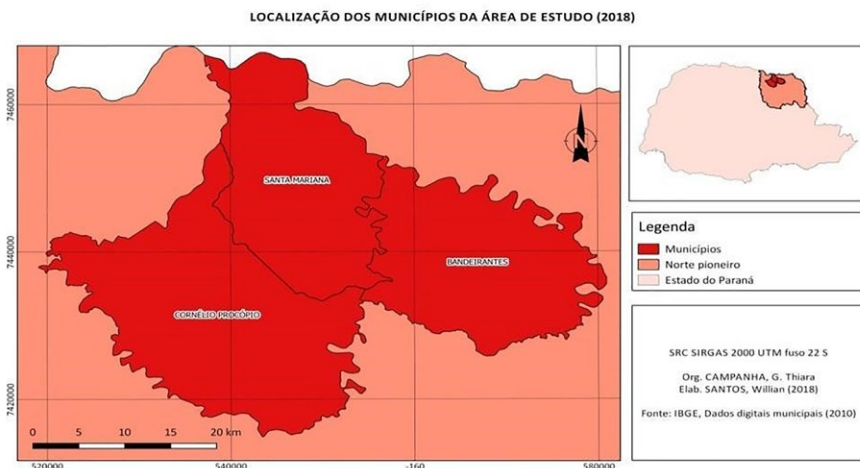 LOCALIZAÇÃO DOS MUNICÍPIOS DA ÁREA DE ESTUDO (2018)
7460000
7440000
7420000
N
SANTA MARIANA
BANDEIRANTES
CORNÉLIO PROCÓPIO
0 5 10 15 20 km
520000 540000 -160 580000
Legenda
Municípios
Norte pioneiro
Estado do Paraná
SRC SIRGAS 2000 UTM fuso 22 S
Org. CAMPANHA, G. Thiara
Elab. SANTOS, Willian (2018)
Fonte: IBGE, Dados digitais municipais (2010)